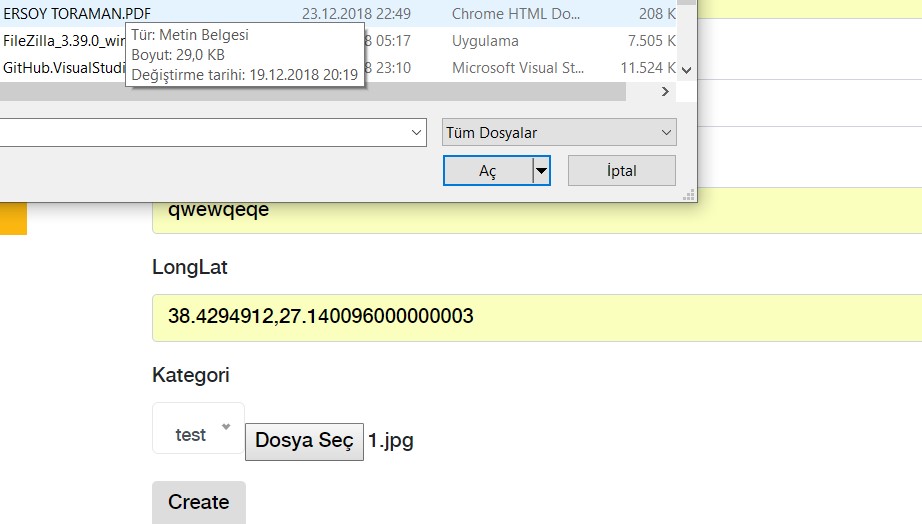 ERSOY TORAMAN.PDF 23.12.2018 22:49 Chrome HTML Do... 208 K
FileZilla_3.39.0_win 8 05:17 Uygulama 7.505 K
GitHub.VisualStudi 8 23:10 Microsoft Visual St... 11.524 K
Tür: Metin Belgesi
Boyut: 29,0 KB
Değiştirme tarihi: 19.12.2018 20:19
Tüm Dosyalar
Aç İptal
qwewqeqe
LongLat
38.4294912,27.140096000000003
Kategori
test Dosya Seç 1.jpg
Create